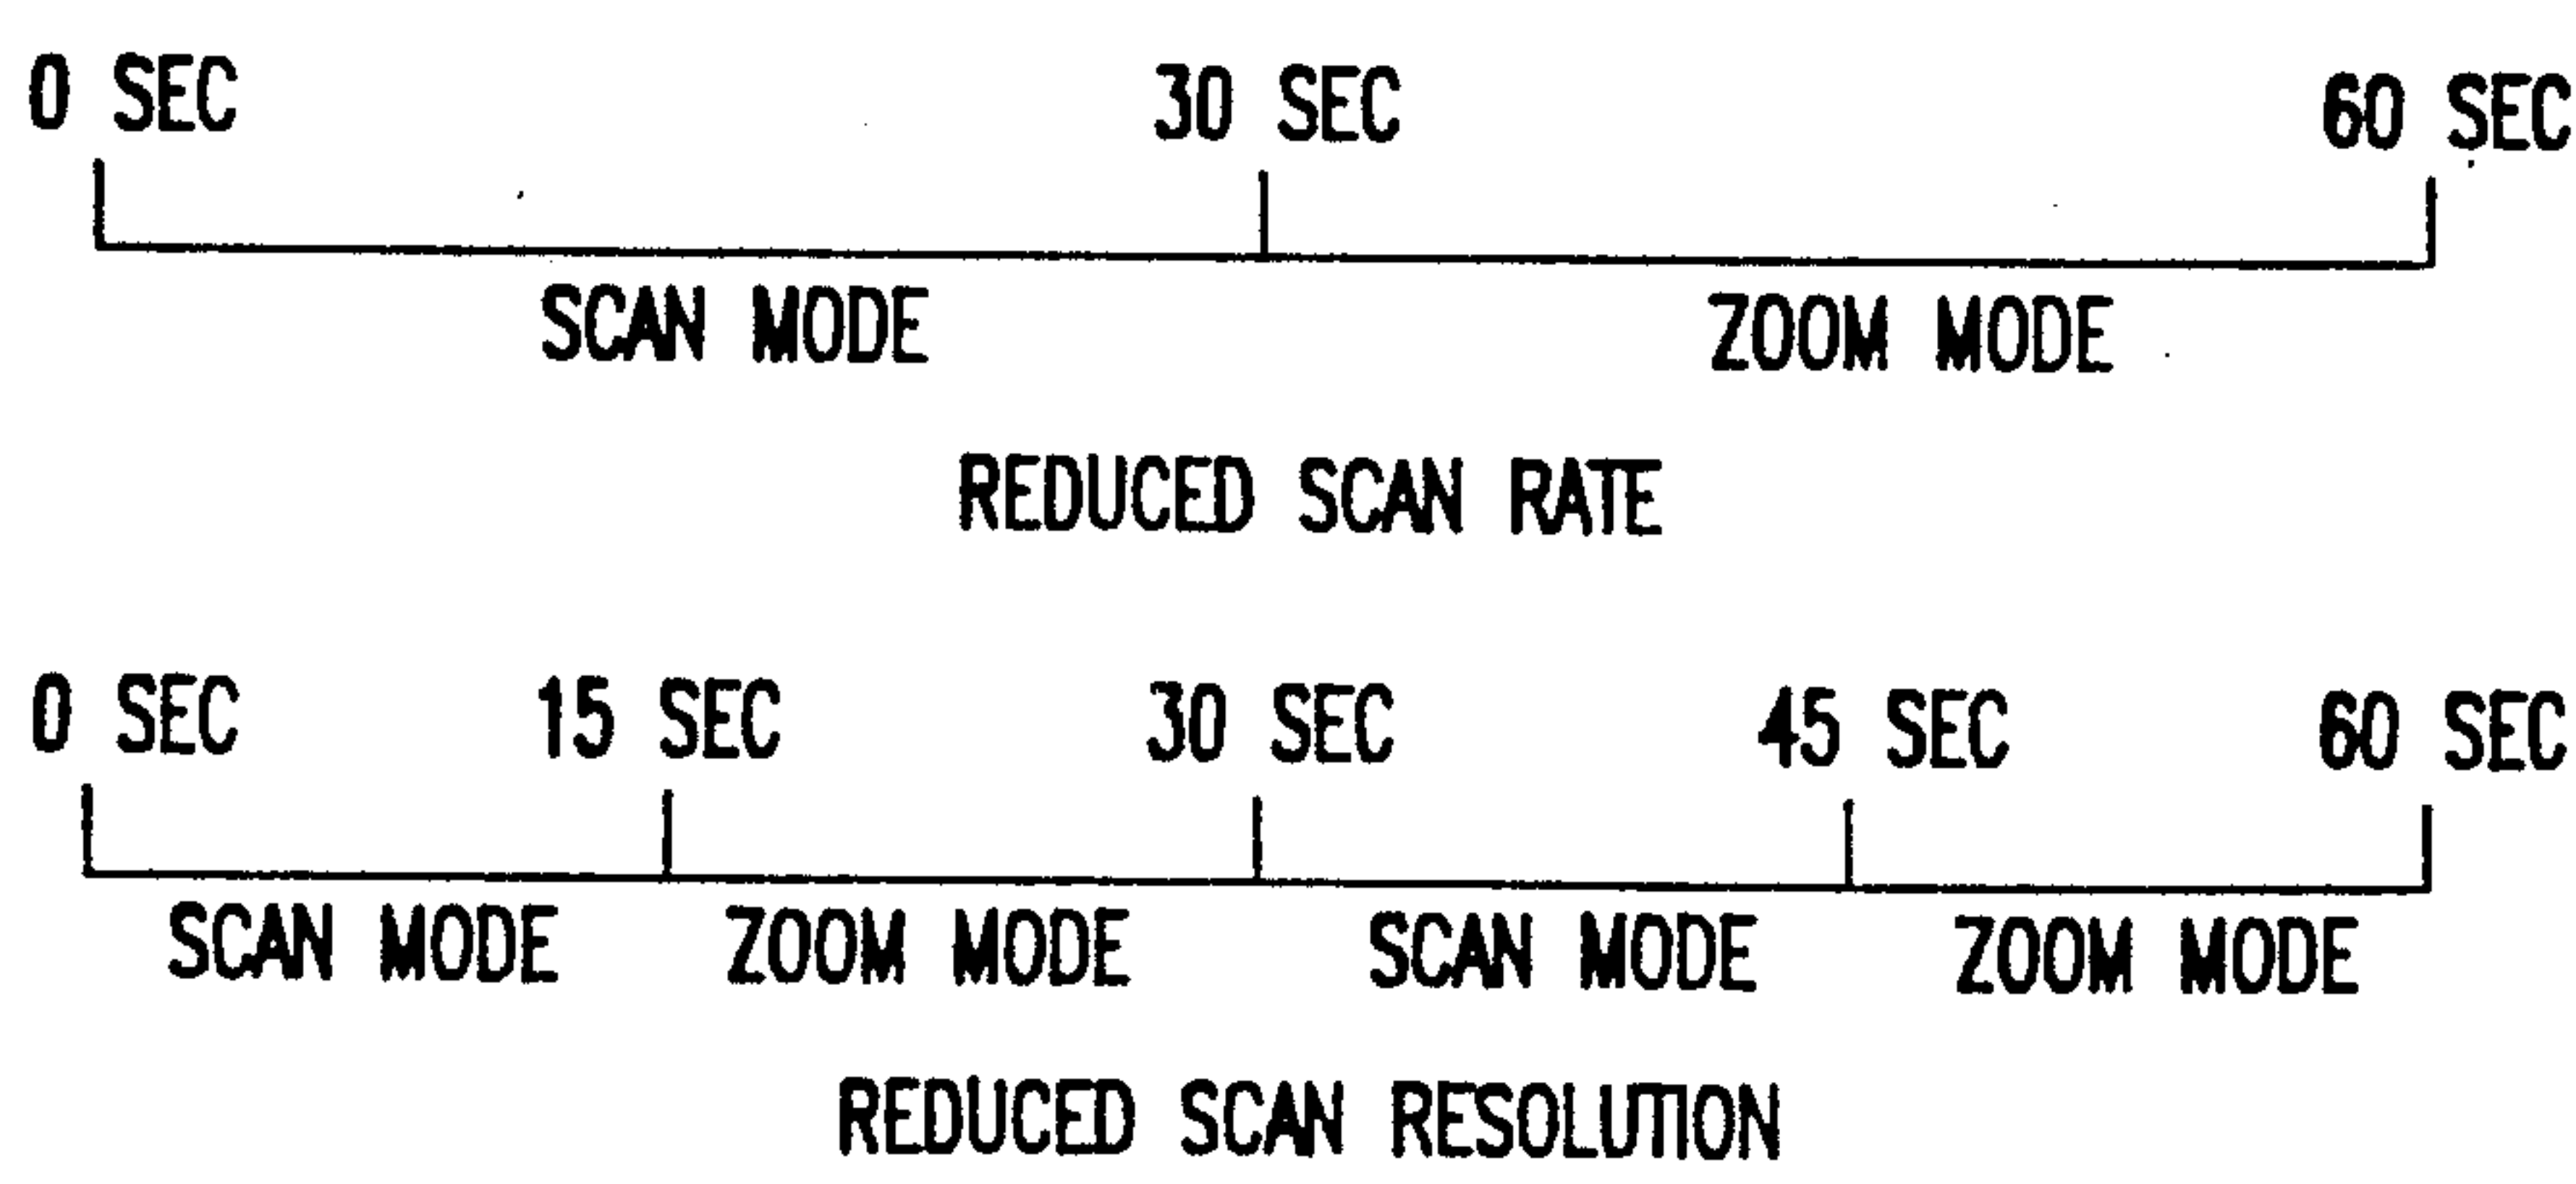 0 SEC 30 SEC 60 SEC
SCAN MODE ZOOM MODE
REDUCED SCAN RATE
0 SEC 15 SEC 30 SEC 45 SEC 60 SEC
SCAN MODE ZOOM MODE SCAN MODE ZOOM MODE
REDUCED SCAN RESOLUTION